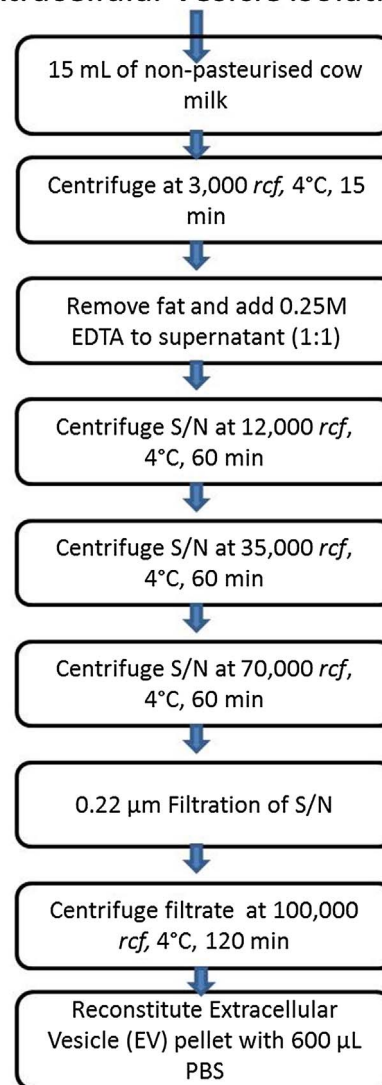 Extracellular Vesicle Isolation
15 mL of non-pasteurised cow
milk
Centrifuge at 3,000 rcf, 4°C, 15
min
Remove fat and add 0.25M
EDTA to supernatant (1:1)
Centrifuge S/N at 12,000 rcf,
4°C, 60 min
Centrifuge S/N at 35,000 rcf,
4°C, 60 min
Centrifuge S/N at 70,000 rcf,
4°C, 60 min
0.22 µm Filtration of S/N
Centrifuge filtrate at 100,000
rcf, 4°C, 120 min
Reconstitute Extracellular
Vesicle (EV) pellet with 600 µL
PBS